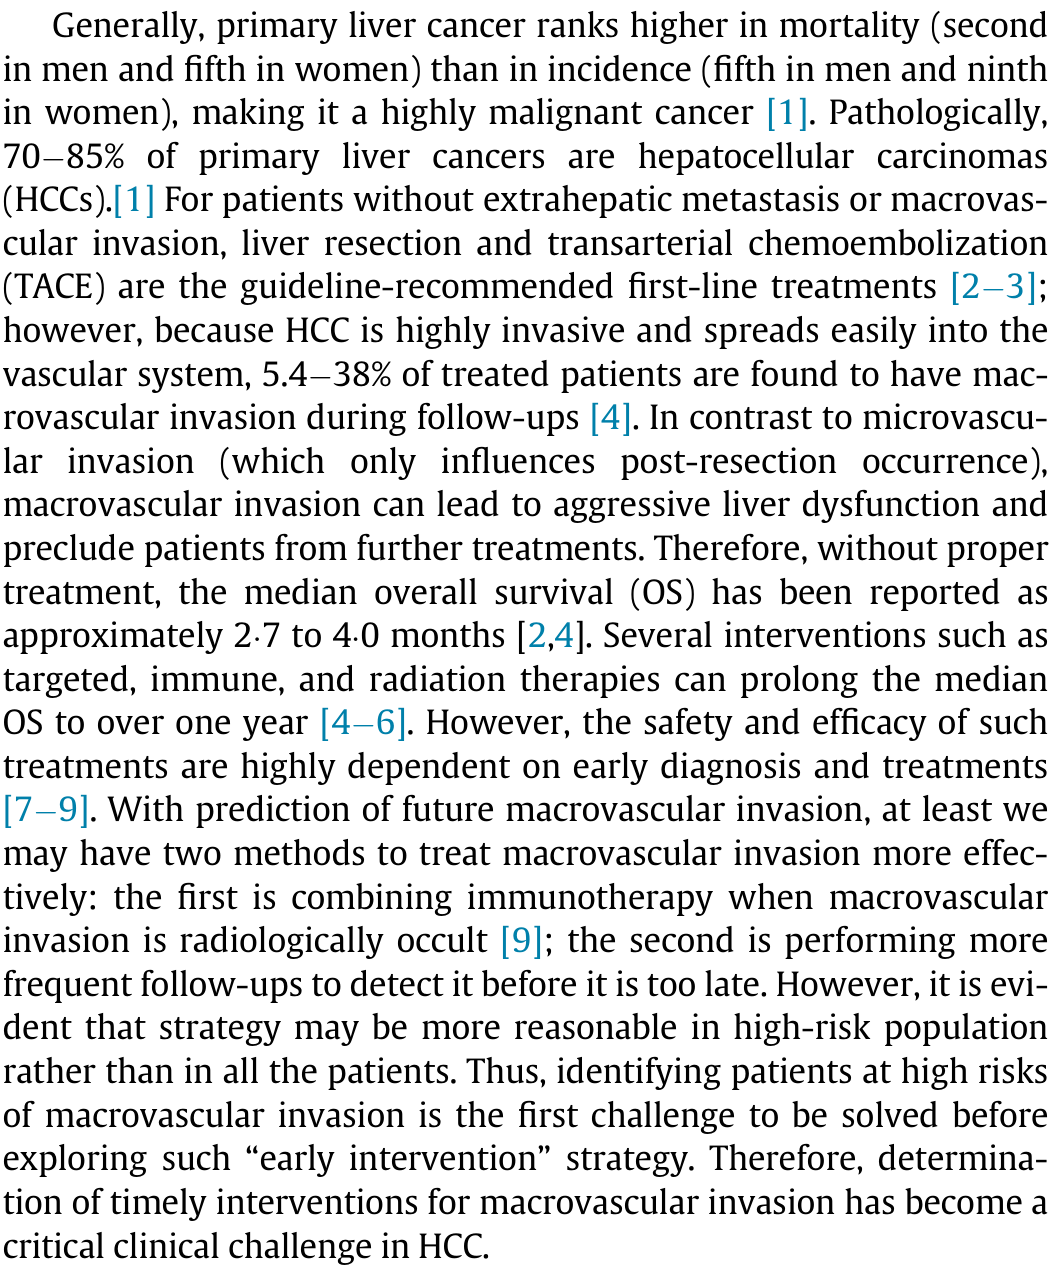 Generally, primary liver cancer ranks higher in mortality (second
in men and fifth in women) than in incidence (fifth in men and ninth
in women), making it a highly malignant cancer [1]. Pathologically,
70–85% of primary liver cancers are hepatocellular carcinomas
(HCCs).[1] For patients without extrahepatic metastasis or macrovas-
cular invasion, liver resection and transarterial chemoembolization
(TACE) are the guideline-recommended first-line treatments [2–3];
however, because HCC is highly invasive and spreads easily into the
vascular system, 5.4–38% of treated patients are found to have mac-
rovascular invasion during follow-ups [4]. In contrast to microvascu-
lar invasion (which only influences post-resection occurrence),
macrovascular invasion can lead to aggressive liver dysfunction and
preclude patients from further treatments. Therefore, without proper
treatment, the median overall survival (OS) has been reported as
approximately 2·7 to 4·0 months [2,4]. Several interventions such as
targeted, immune, and radiation therapies can prolong the median
OS to over one year [4–6]. However, the safety and efficacy of such
treatments are highly dependent on early diagnosis and treatments
[7–9]. With prediction of future macrovascular invasion, at least we
may have two methods to treat macrovascular invasion more effec-
tively: the first is combining immunotherapy when macrovascular
invasion is radiologically occult [9]; the second is performing more
frequent follow-ups to detect it before it is too late. However, it is evi-
dent that strategy may be more reasonable in high-risk population
rather than in all the patients. Thus, identifying patients at high risks
of macrovascular invasion is the first challenge to be solved before
exploring such “early intervention” strategy. Therefore, determina-
tion of timely interventions for macrovascular invasion has become a
critical clinical challenge in HCC.